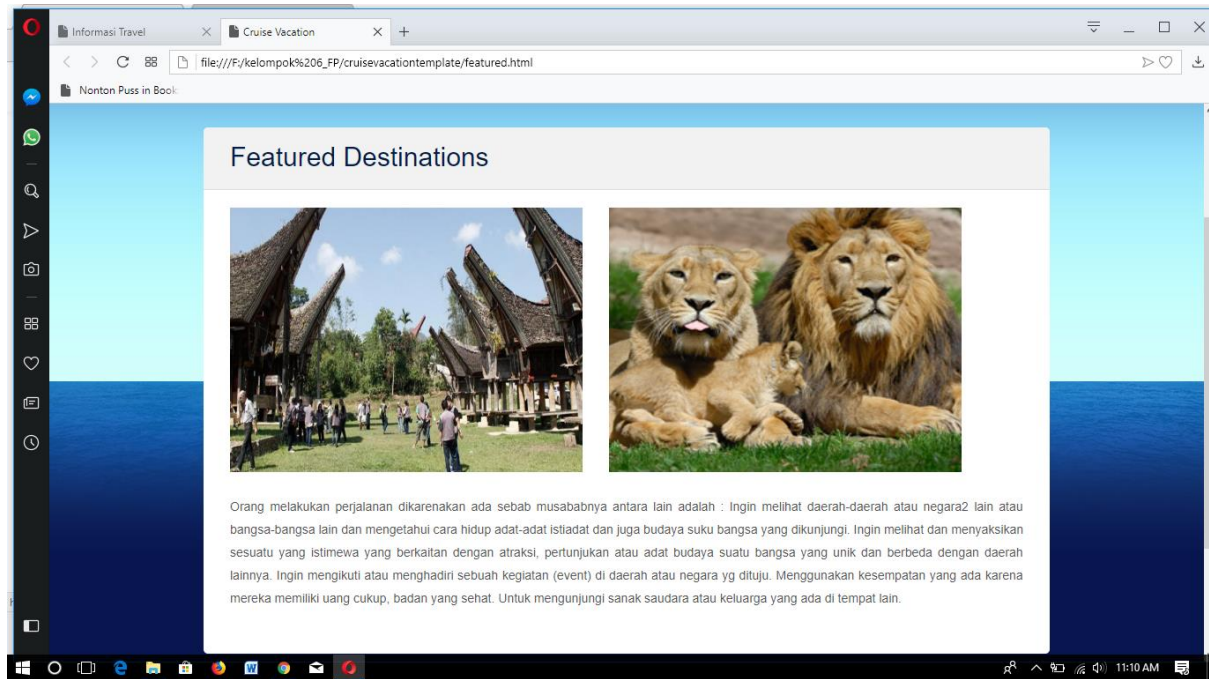 Informasi Travel
Cruise Vacation
file:///F:/kelompok%206_FP/cruisevacationtemplate/featured.html
Nonton Puss in Book
Featured Destinations
Orang melakukan perjalanan dikarenakan ada sebab musababnya antara lain adalah : Ingin melihat daerah-daerah atau negara2 lain atau
bangsa-bangsa lain dan mengetahui cara hidup adat-adat istiadat dan juga budaya suku bangsa yang dikunjungi. Ingin melihat dan menyaksikan
sesuatu yang istimewa yang berkaitan dengan atraksi, pertunjukan atau adat budaya suatu bangsa yang unik dan berbeda dengan daerah
lainnya. Ingin mengikuti atau menghadiri sebuah kegiatan (event) di daerah atau negara yg dituju. Menggunakan kesempatan yang ada karena
mereka memiliki uang cukup, badan yang sehat. Untuk mengunjungi sanak saudara atau keluarga yang ada di tempat lain.
11:10 AM